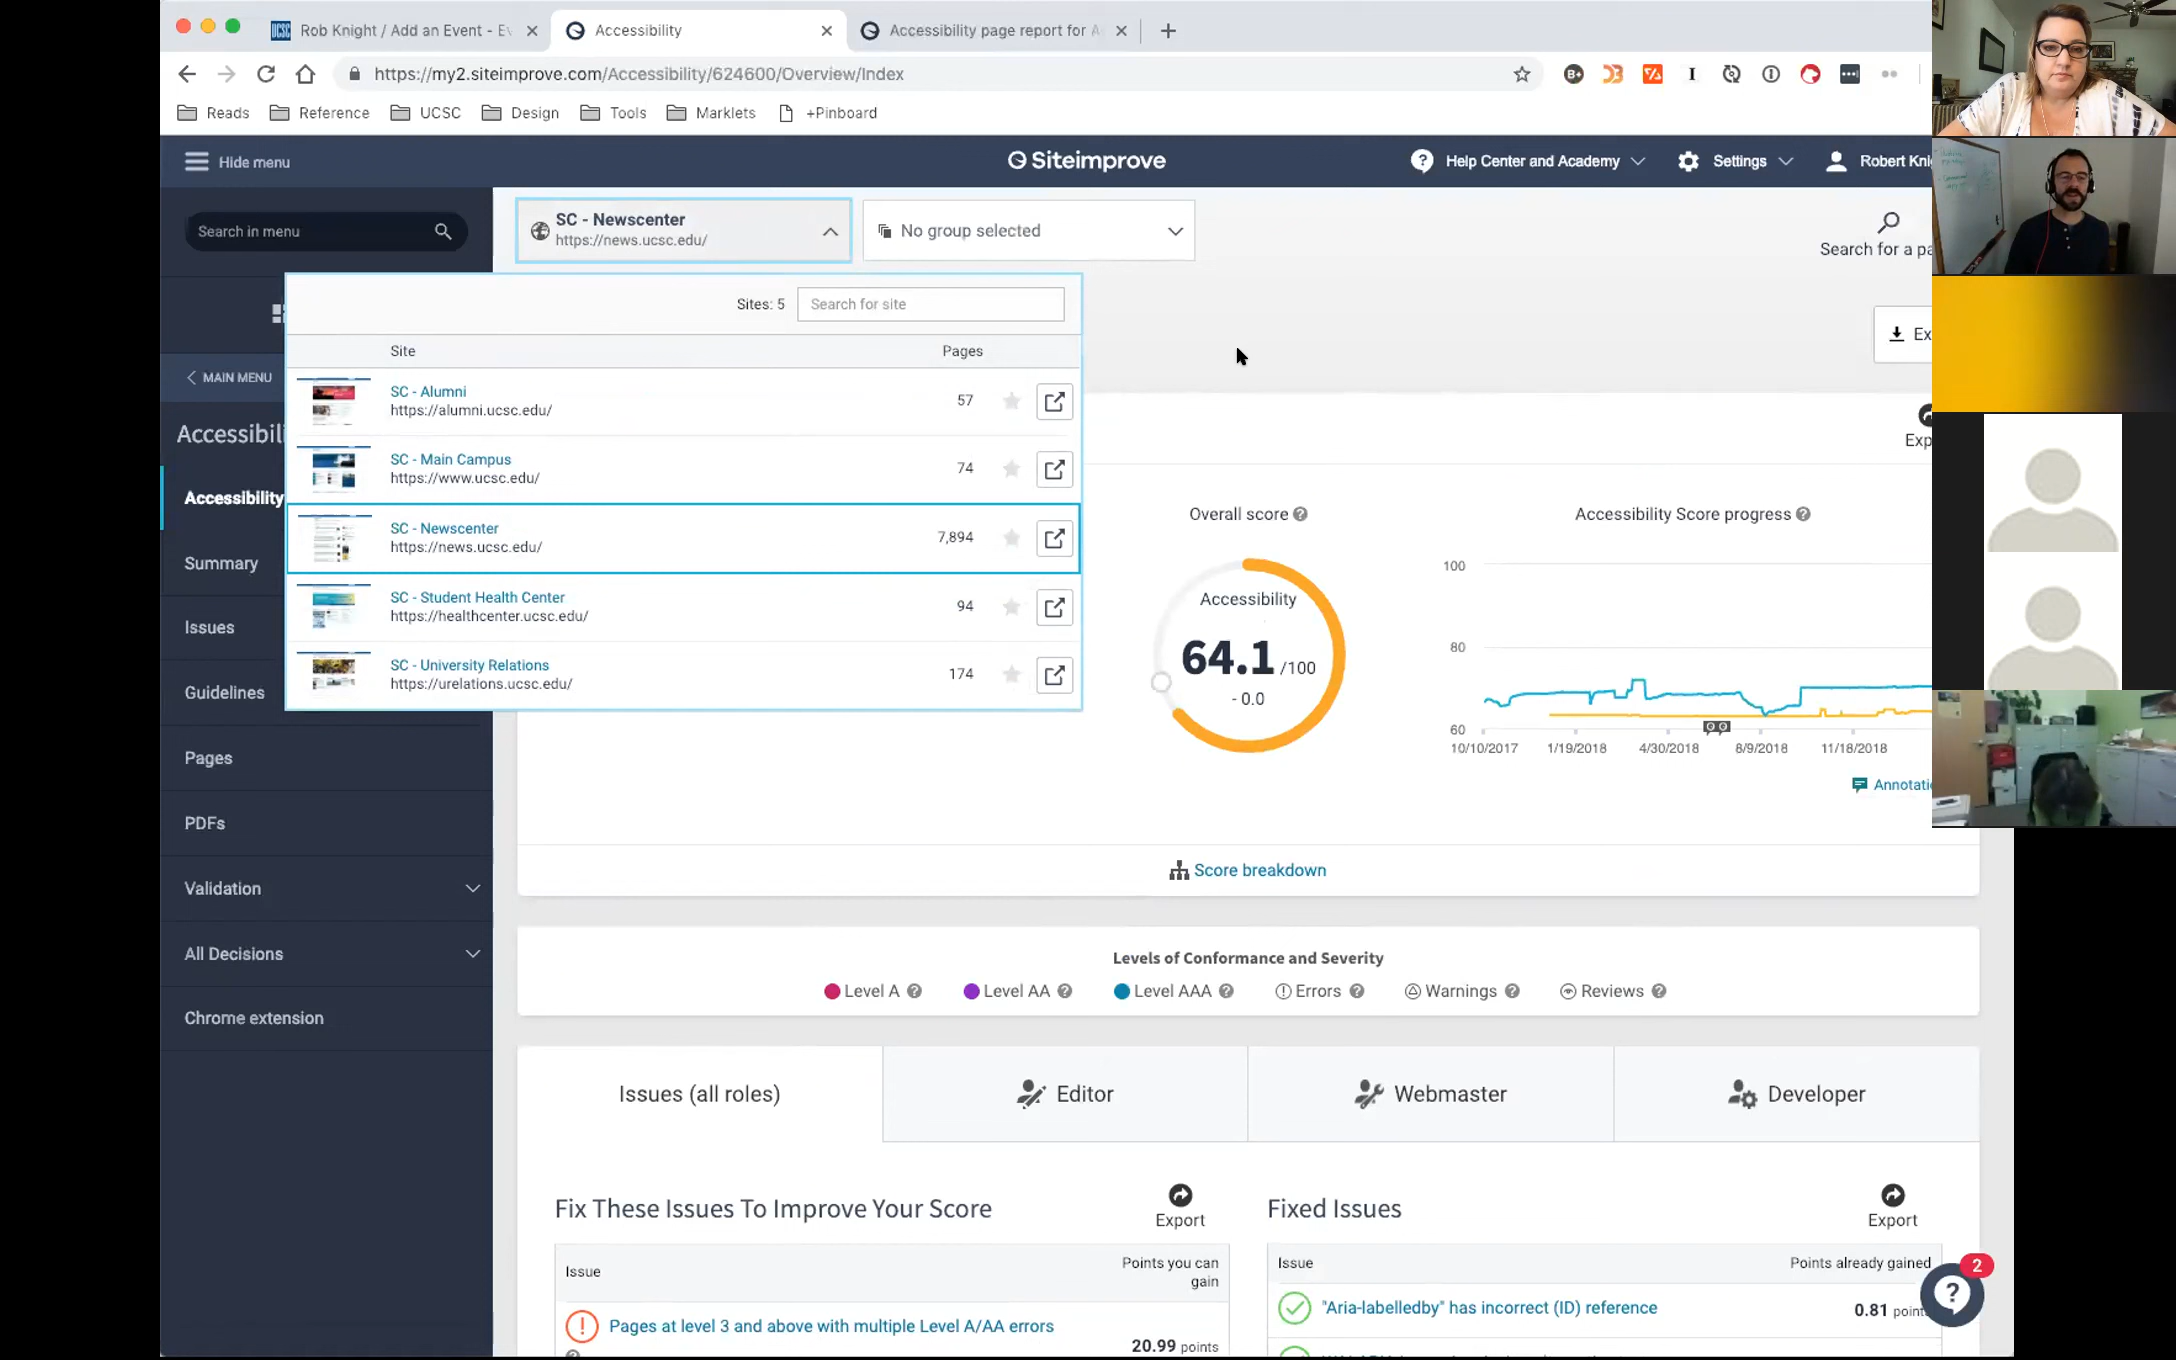 Rob Knight / Add an Event - Ev
Accessibility
Accessibility page report for A
https://my2.siteimprove.com/Accessibility/624600/Overview/Index
Reads
Reference
UCSC
Design
Tools
Marklets
+Pinboard
Hide menu
Siteimprove
Help Center and Academy
Settings
Robert Kni
Search in menu
SC - Newscenter
https://news.ucsc.edu/
No group selected
Search for a pa
Sites: 5
Search for site
Ex
Site
Pages
MAIN MENU
SC - Alumni
https://alumni.ucsc.edu/
57
SC - Main Campus
https://www.ucsc.edu/
74
SC - Newscenter
https://news.ucsc.edu/
7,894
SC - Student Health Center
https://healthcenter.ucsc.edu/
94
SC - University Relations
https://urelations.ucsc.edu/
174
Accessibili
Accessibility
Summary
Issues
Guidelines
Pages
PDFs
Validation
All Decisions
Chrome extension
Exp
Overall score
Accessibility
64.1 /100
- 0.0
Accessibility Score progress
100
80
60
10/10/2017
1/19/2018
4/30/2018
8/9/2018
11/18/2018
Annotatio
Score breakdown
Levels of Conformance and Severity
Level A
Level AA
Level AAA
Errors
Warnings
Reviews
Issues (all roles)
Editor
Webmaster
Developer
Fix These Issues To Improve Your Score
Export
Issue
Points you can
gain
Pages at level 3 and above with multiple Level A/AA errors
20.99 points
Fixed Issues
Export
Issue
Points already gained
"Aria-labelledby" has incorrect (ID) reference
0.81 point
2